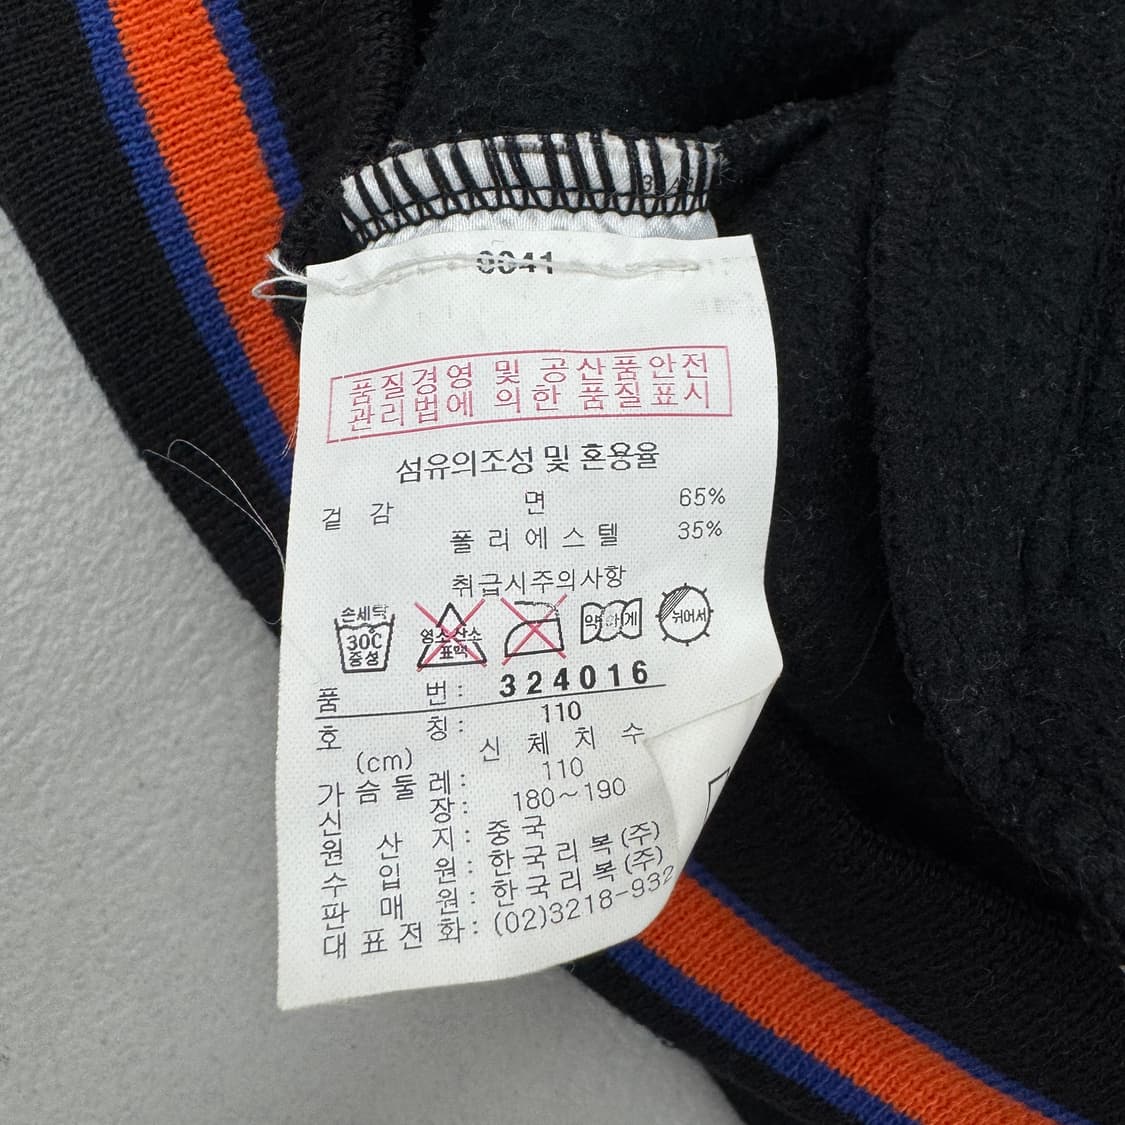 0041
품질경영 및 공산품안전
관리법에 의한 품질표시
섬유의조성 및 혼용율
겉감 면 65%
폴리에스텔 35%
취급시주의사항
손세탁
30℃
중성
염소산소
표백
약하게
뉘어서
품번: 324016
호칭: 110
(cm) 신체치수
가슴둘레: 110
신장: 180~190
원산지: 중국
수입원: 한국리복(주)
판매원: 한국리복(주)
대표전화: (02)3218-932